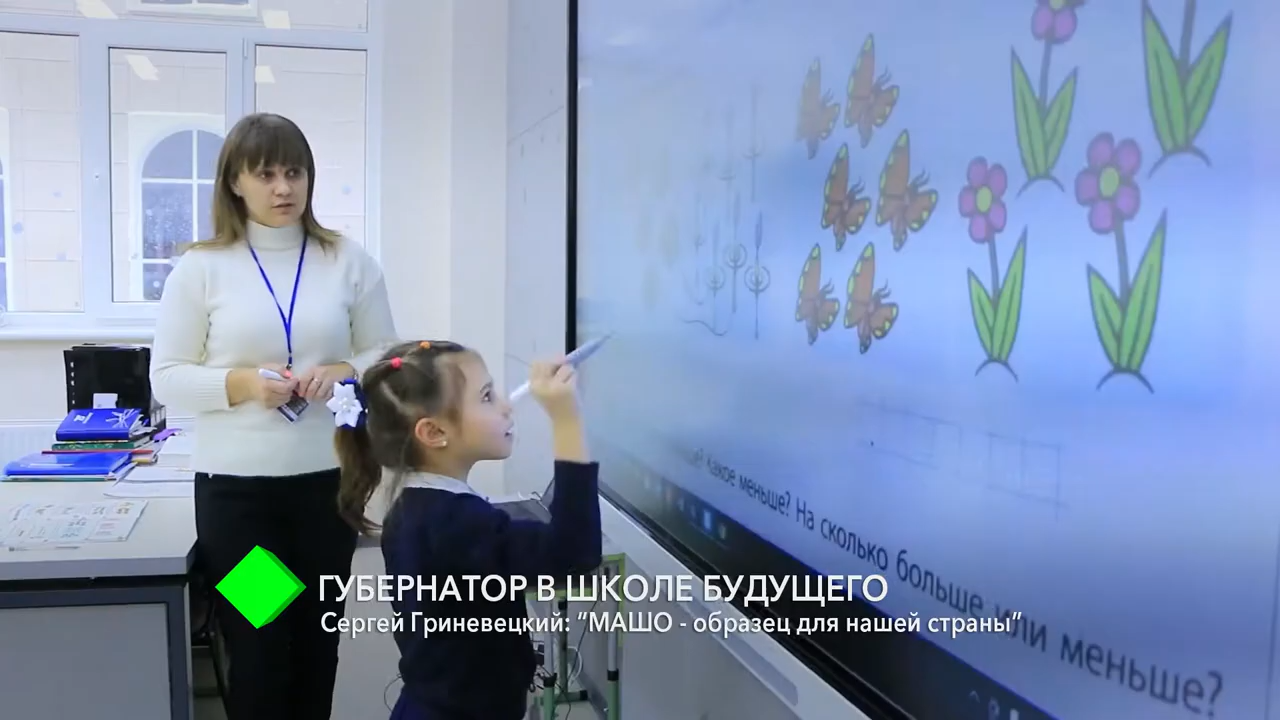 какое меньше? На сколько больше или меньше?
ГУБЕРНАТОР В ШКОЛЕ БУДУЩЕГО
Сергей Гриневецкий: “МАШО - образец для нашей страны”